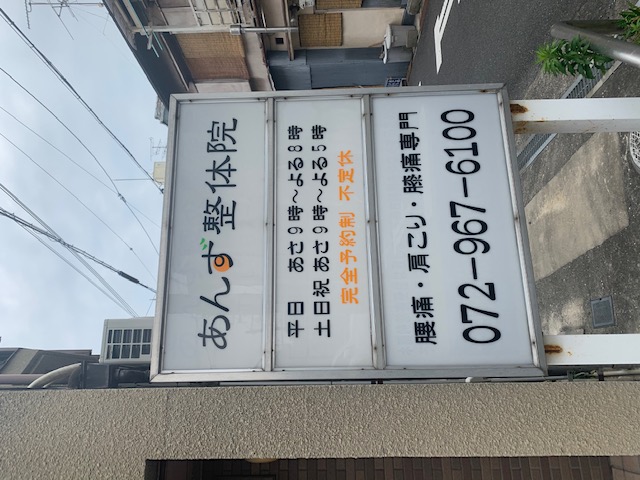 あんず整体院
平日　あさ9時～よる8時
土日祝 あさ9時～よる5時
完全予約制　不定休
腰痛・肩こり・膝痛専門
072-967-6100